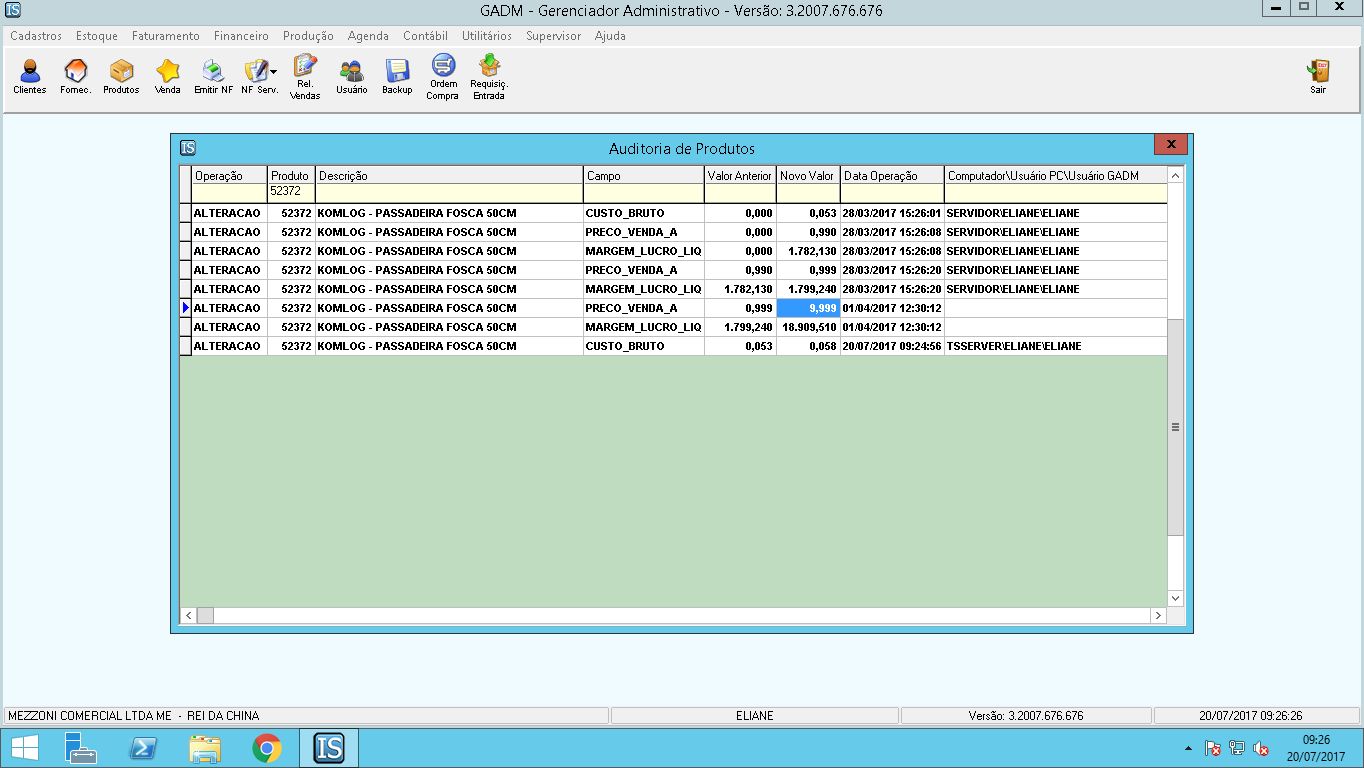 IS GADM - Gerenciador Administrativo - Versão: 3.2007.676.676
Cadastros Estoque Faturamento Financeiro Produção Agenda Contábil Utilitários Supervisor Ajuda
Clientes Fornec. Produtos Venda Emitir NF NF Serv. Rel. Vendas Usuário Backup Ordem Compra Requisiç. Entrada Sair
IS Auditoria de Produtos
Operação Produto Descrição Campo Valor Anterior Novo Valor Data Operação Computador\Usuário PC\Usuário GADM
52372
ALTERACAO 52372 KOMLOG - PASSADEIRA FOSCA 50CM CUSTO_BRUTO 0,000 0,053 28/03/2017 15:26:01 SERVIDOR\ELIANE\ELIANE
ALTERACAO 52372 KOMLOG - PASSADEIRA FOSCA 50CM PRECO_VENDA_A 0,000 0,990 28/03/2017 15:26:08 SERVIDOR\ELIANE\ELIANE
ALTERACAO 52372 KOMLOG - PASSADEIRA FOSCA 50CM MARGEM_LUCRO_LIQ 0,000 1.782,130 28/03/2017 15:26:08 SERVIDOR\ELIANE\ELIANE
ALTERACAO 52372 KOMLOG - PASSADEIRA FOSCA 50CM PRECO_VENDA_A 0,990 0,999 28/03/2017 15:26:20 SERVIDOR\ELIANE\ELIANE
ALTERACAO 52372 KOMLOG - PASSADEIRA FOSCA 50CM MARGEM_LUCRO_LIQ 1.782,130 1.799,240 28/03/2017 15:26:20 SERVIDOR\ELIANE\ELIANE
ALTERACAO 52372 KOMLOG - PASSADEIRA FOSCA 50CM PRECO_VENDA_A 0,999 9,999 01/04/2017 12:30:12
ALTERACAO 52372 KOMLOG - PASSADEIRA FOSCA 50CM MARGEM_LUCRO_LIQ 1.799,240 18.909,510 01/04/2017 12:30:12
ALTERACAO 52372 KOMLOG - PASSADEIRA FOSCA 50CM CUSTO_BRUTO 0,053 0,058 20/07/2017 09:24:56 TSSERVER\ELIANE\ELIANE
MEZZONI COMERCIAL LTDA ME - REI DA CHINA ELIANE Versão: 3.2007.676.676 20/07/2017 09:26:26
IS 09:26
20/07/2017